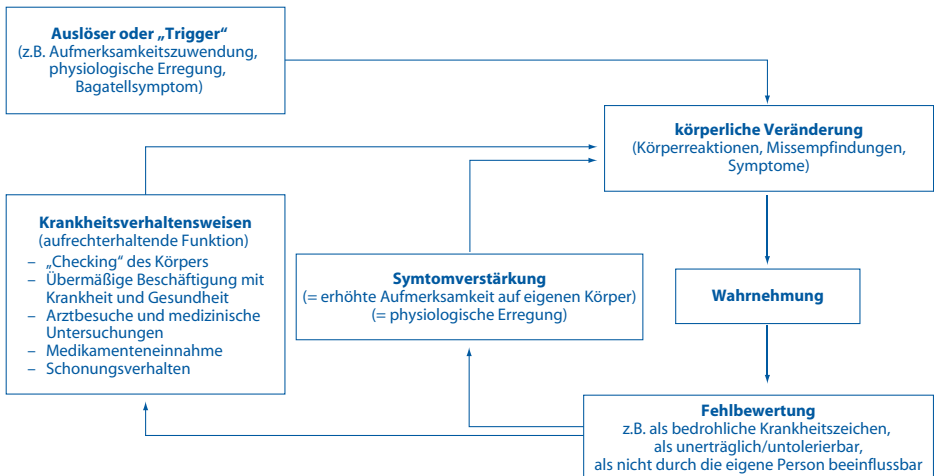 Auslöser oder „Trigger“
(z.B. Aufmerksamkeitszuwendung,
physiologische Erregung,
Bagatellsymptom)
körperliche Veränderung
(Körperreaktionen, Missempfindungen,
Symptome)
Krankheitsverhaltensweisen
(aufrechterhaltende Funktion)
– „Checking“ des Körpers
– Übermäßige Beschäftigung mit
Krankheit und Gesundheit
– Arztbesuche und medizinische
Untersuchungen
– Medikamenteneinnahme
– Schonungsverhalten
Symtomverstärkung
(= erhöhte Aufmerksamkeit auf eigenen Körper)
(= physiologische Erregung)
Wahrnehmung
Fehlbewertung
z.B. als bedrohliche Krankheitszeichen,
als unerträglich/untolerierbar,
als nicht durch die eigene Person beeinflussbar